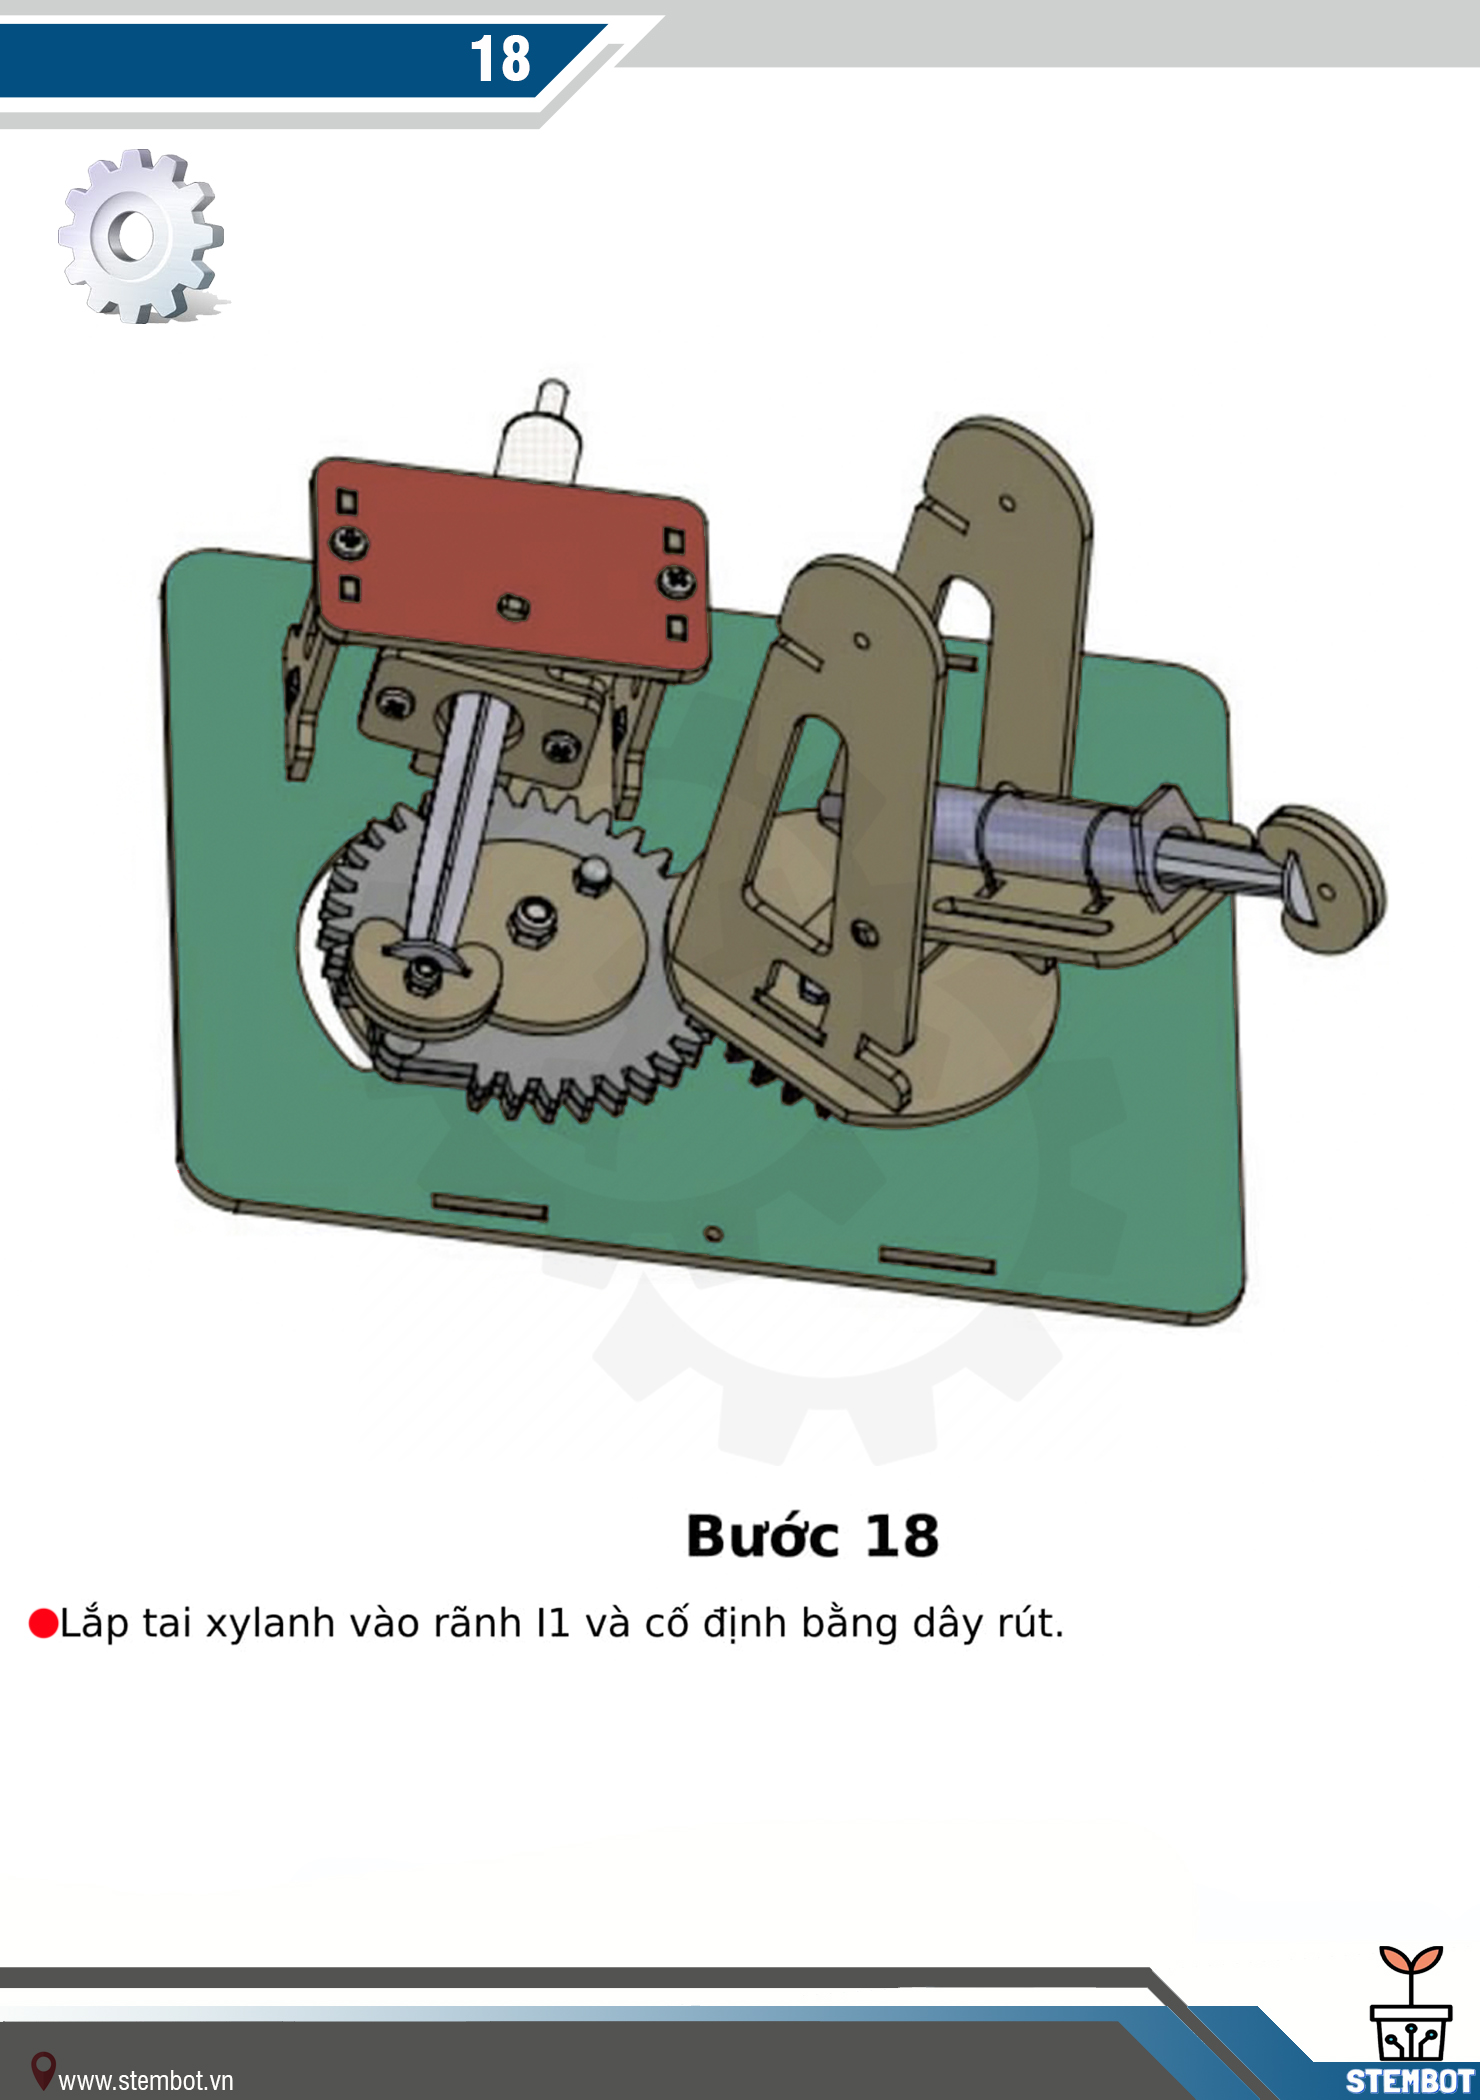 18
Bước 18
Lắp tai xylanh vào rãnh I1 và cố định bằng dây rút.
www.stembot.vn
STEMBOT